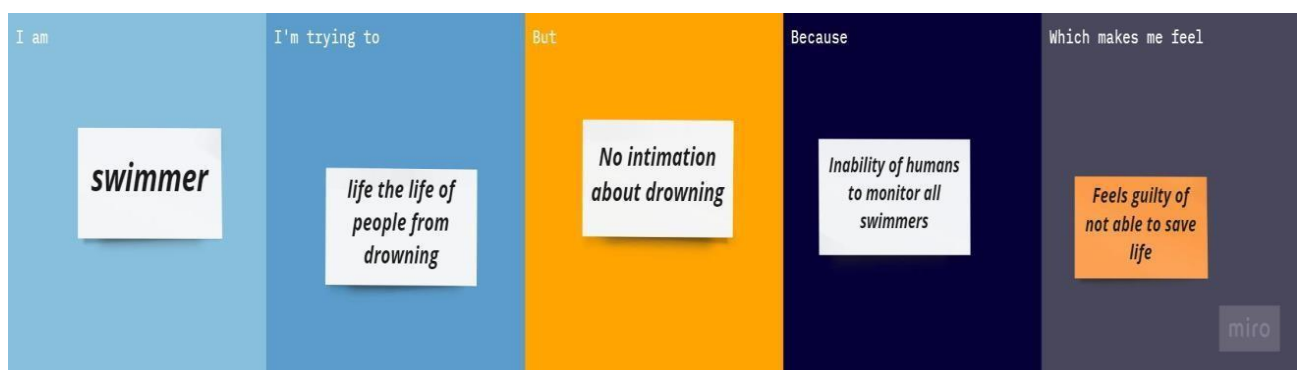 I am
swimmer
I'm trying to
life the life of
people from
drowning
But
No intimation
about drowning
Because
Inability of humans
to monitor all
swimmers
Which makes me feel
Feels guilty of
not able to save
life
miro